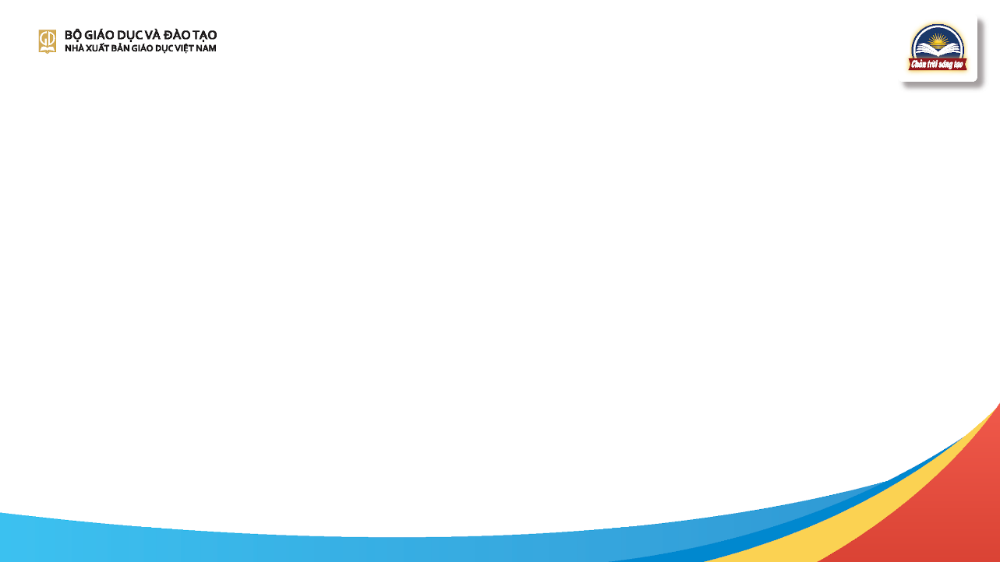 BỘ GIÁO DỤC VÀ ĐÀO TẠO
NHÀ XUẤT BẢN GIÁO DỤC VIỆT NAM
Chân trời sáng tạo